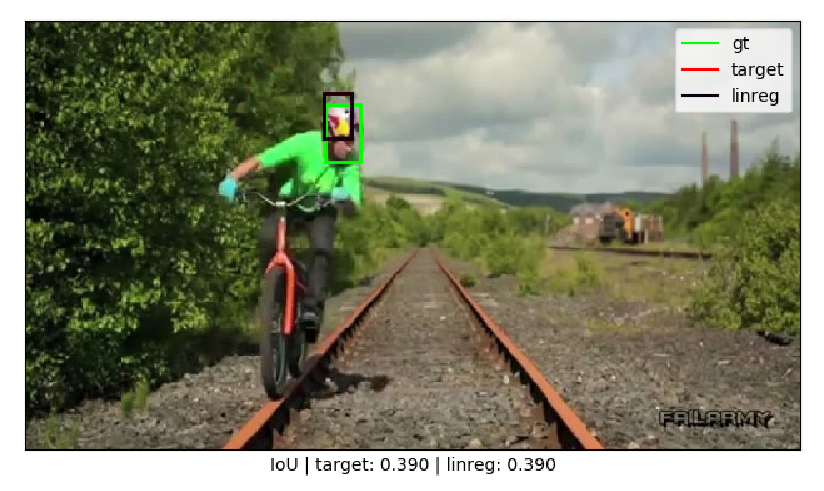 gt
target
linreg
FAILARMY
IoU | target: 0.390 | linreg: 0.390